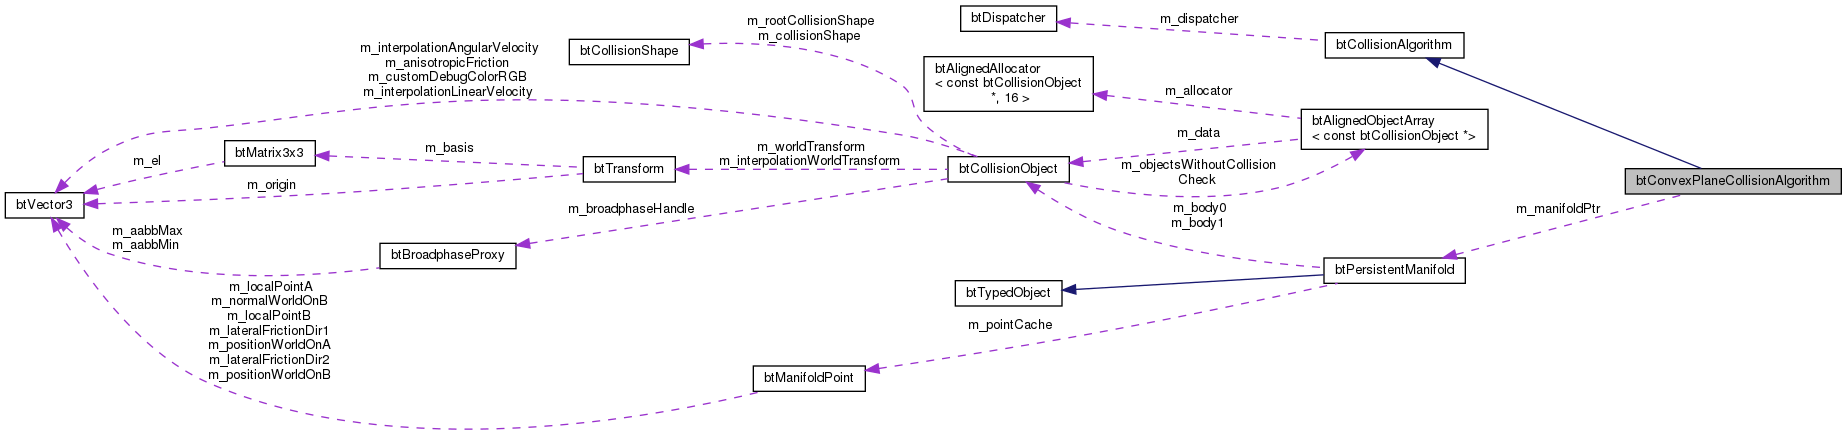 btDispatcher
m_dispatcher
m_rootCollisionShape
m_collisionShape
btCollisionAlgorithm
m_interpolationAngularVelocity
m_anisotropicFriction
m_customDebugColorRGB
m_interpolationLinearVelocity
btCollisionShape
btAlignedAllocator
< const btCollisionObject
*, 16 >
m_allocator
btAlignedObjectArray
< const btCollisionObject *>
m_data
btMatrix3x3
m_el
m_basis
m_worldTransform
m_interpolationWorldTransform
btTransform
btCollisionObject
m_objectsWithoutCollision
Check
btConvexPlaneCollisionAlgorithm
m_origin
btVector3
m_broadphaseHandle
m_body0
m_body1
m_manifoldPtr
m_aabbMax
m_aabbMin
btBroadphaseProxy
btPersistentManifold
btTypedObject
m_localPointA
m_normalWorldOnB
m_localPointB
m_lateralFrictionDir1
m_positionWorldOnA
m_lateralFrictionDir2
m_positionWorldOnB
m_pointCache
btManifoldPoint